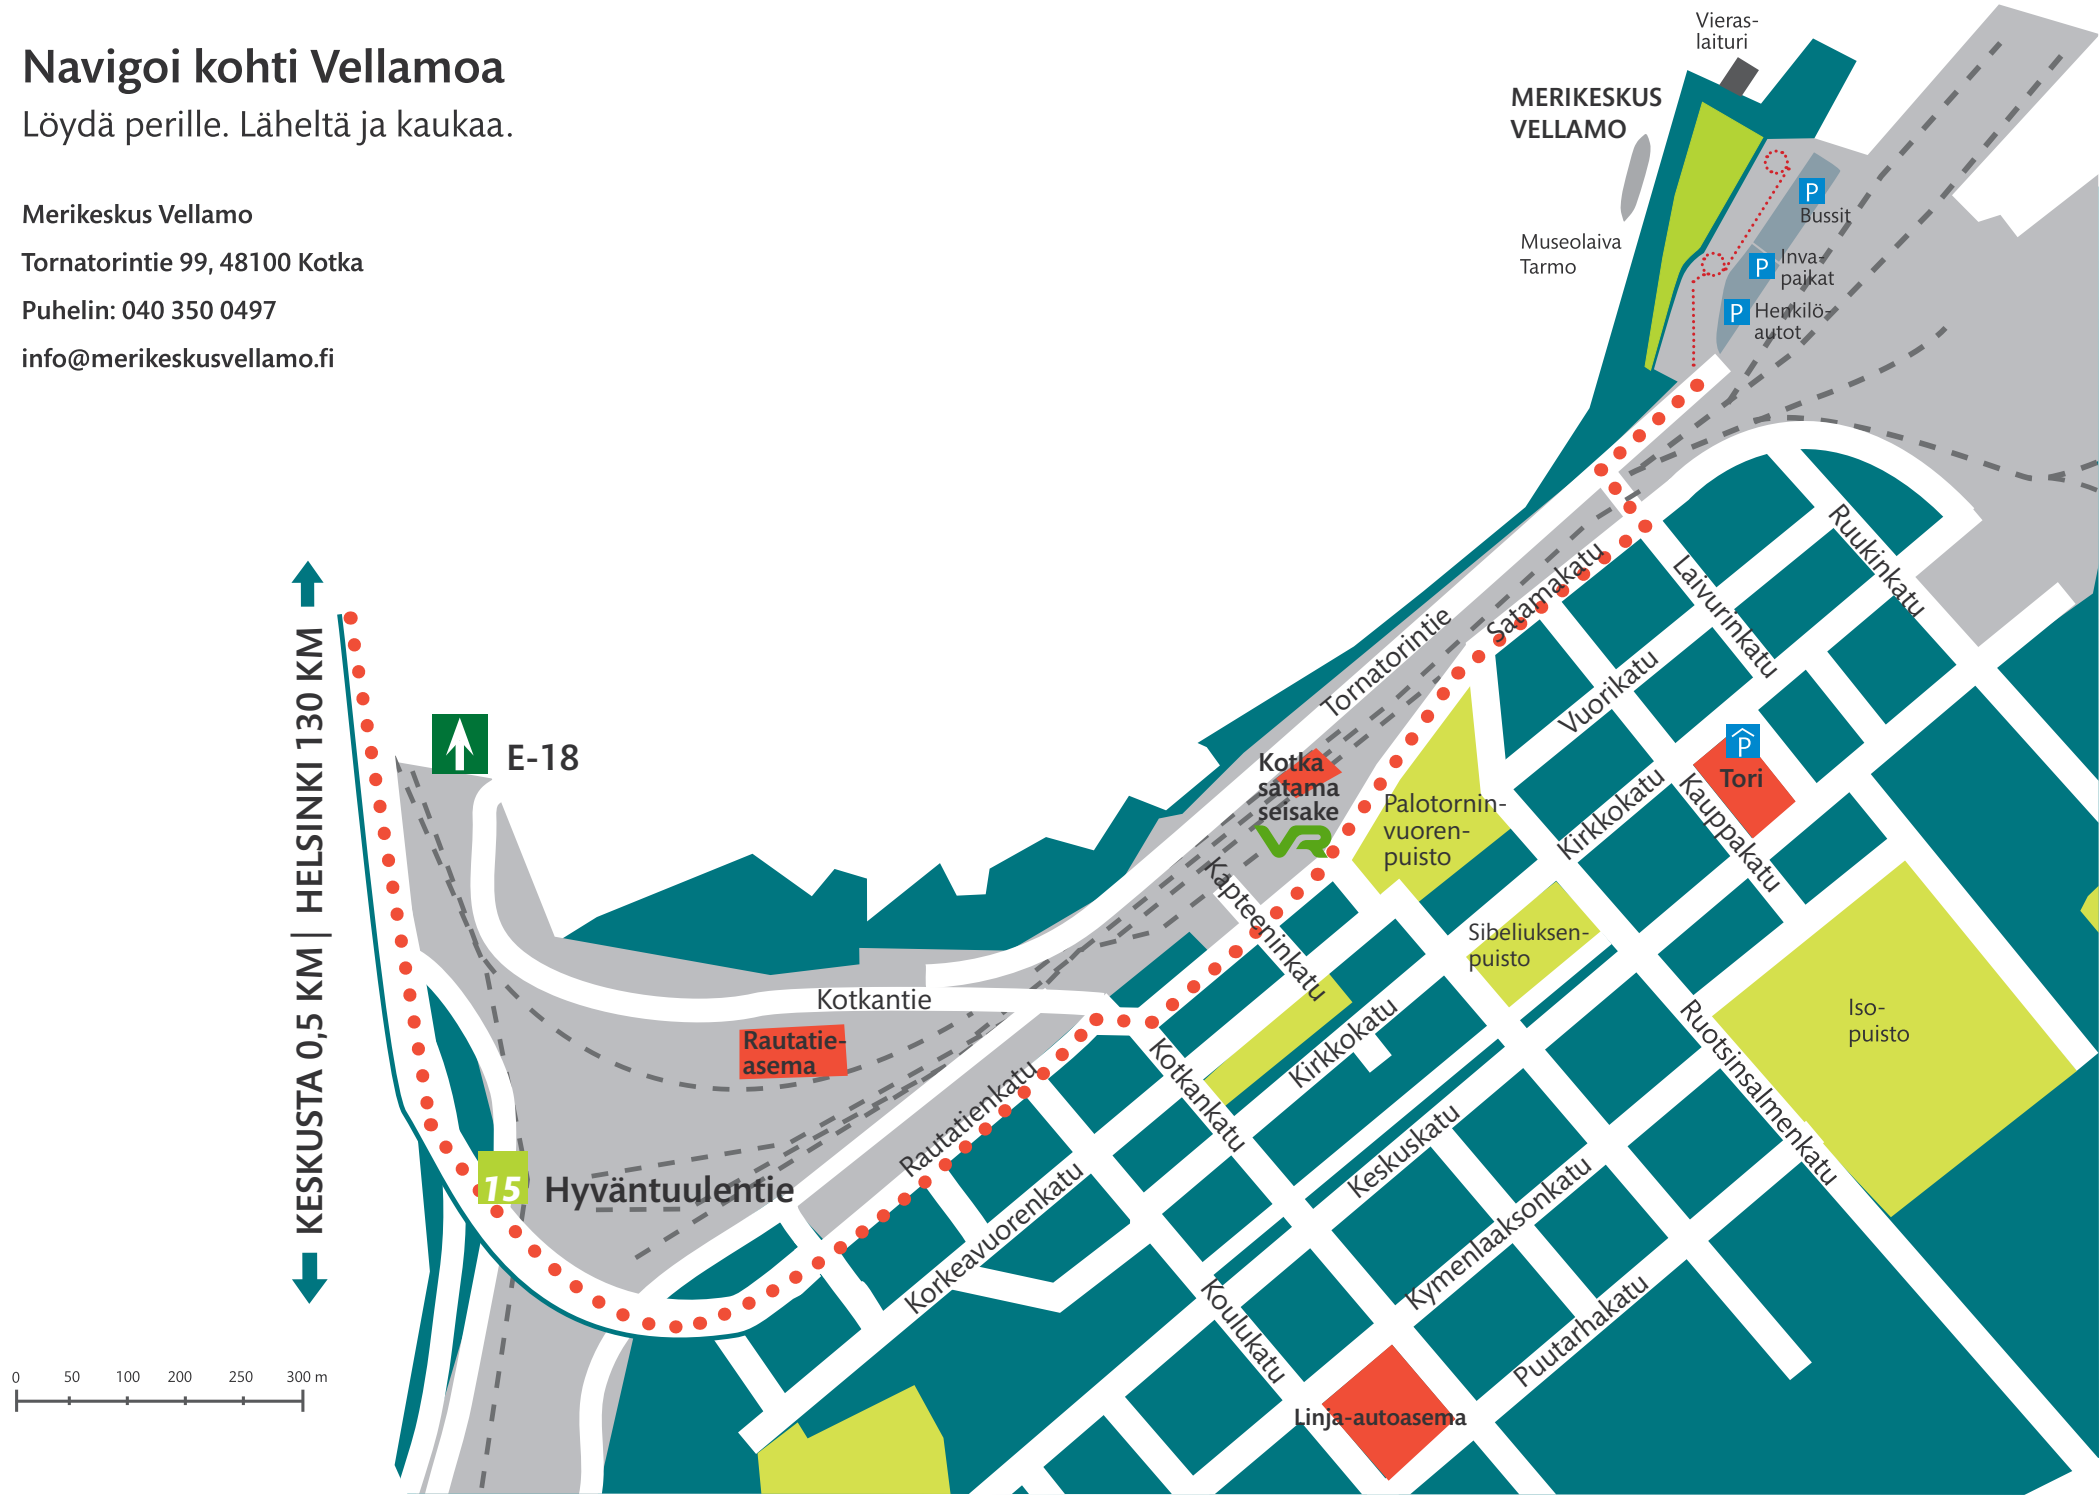 Navigoi kohti Vellamoa
Löydä perille. Läheltä ja kaukaa.
Merikeskus Vellamo
Tornatorintie 99, 48100 Kotka
Puhelin: 040 350 0497
info@merikeskusvellamo.fi
Vieras-
laituri
MERIKESKUS
VELLAMO
P
Bussit
Museolaiva
Tarmo
P
Inva-
paikat
P
Henkilö-
autot
Ruukinkatu
Laivurinkatu
Satamakatu
Tornatorintie
Vuorikatu
KESKUSTA 0,5 KM | HELSINKI 130 KM
E-18
Kotka
satama
seisake
VR
P
Tori
Kauppakatu
Kirkkokatu
Palotornin-
vuoren-
puisto
Kapteeninkatu
Sibeliuksen-
puisto
Kotkantie
Rautatie-
asema
Kirkkokatu
Iso-
puisto
Ruotsinsalmenkatu
Kotkankatu
Rautatienkatu
Keskuskatu
15
Hyväntuulentie
Korkeavuorenkatu
Kymenlaaksonkatu
Koulukatu
Puutarhakatu
Linja-autoasema
0 50 100 200 250 300 m